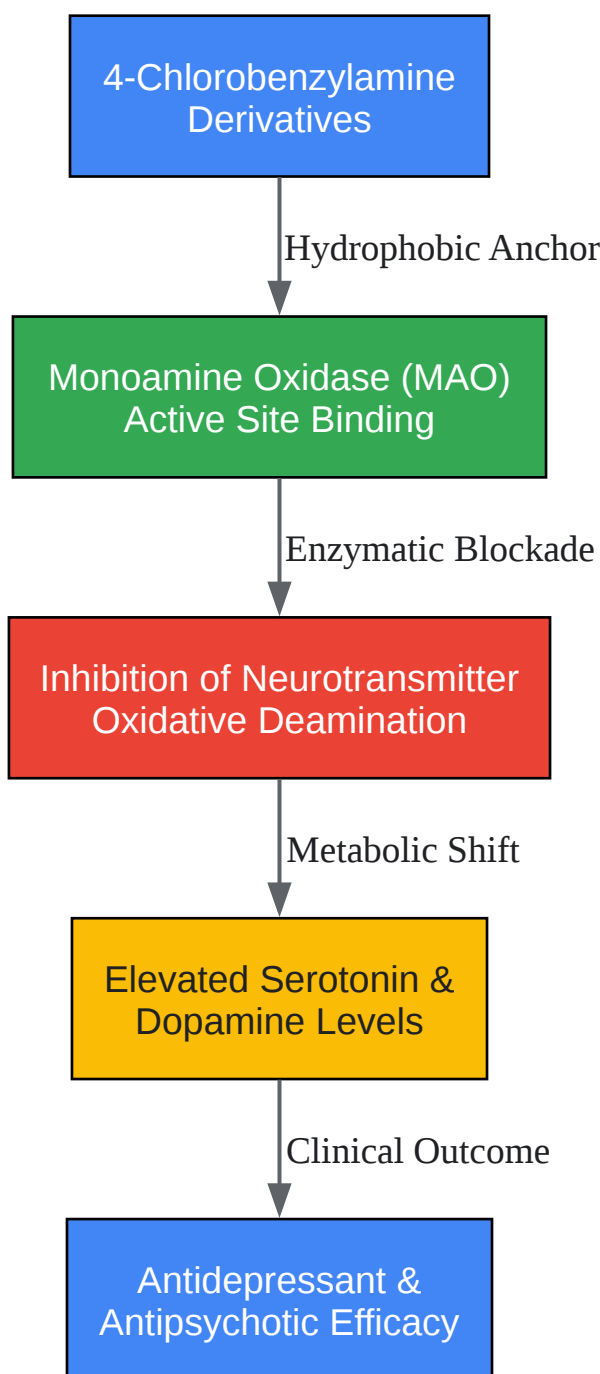 4-Chlorobenzylamine
Derivatives
Hydrophobic Anchor
Monoamine Oxidase (MAO)
Active Site Binding
Enzymatic Blockade
Inhibition of Neurotransmitter
Oxidative Deamination
Metabolic Shift
Elevated Serotonin &
Dopamine Levels
Clinical Outcome
Antidepressant &
Antipsychotic Efficacy